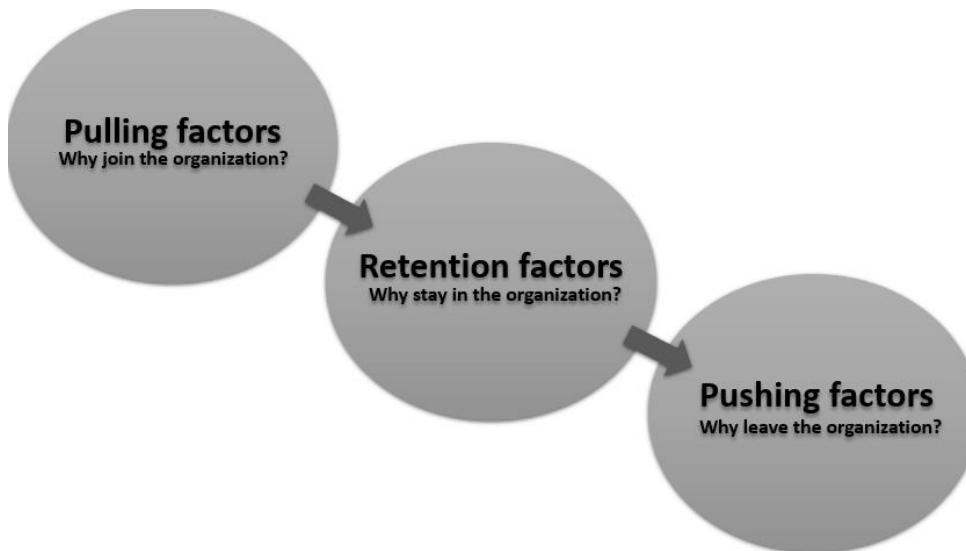 Pulling factors
Why join the organization?
Retention factors
Why stay in the organization?
Pushing factors
Why leave the organization?